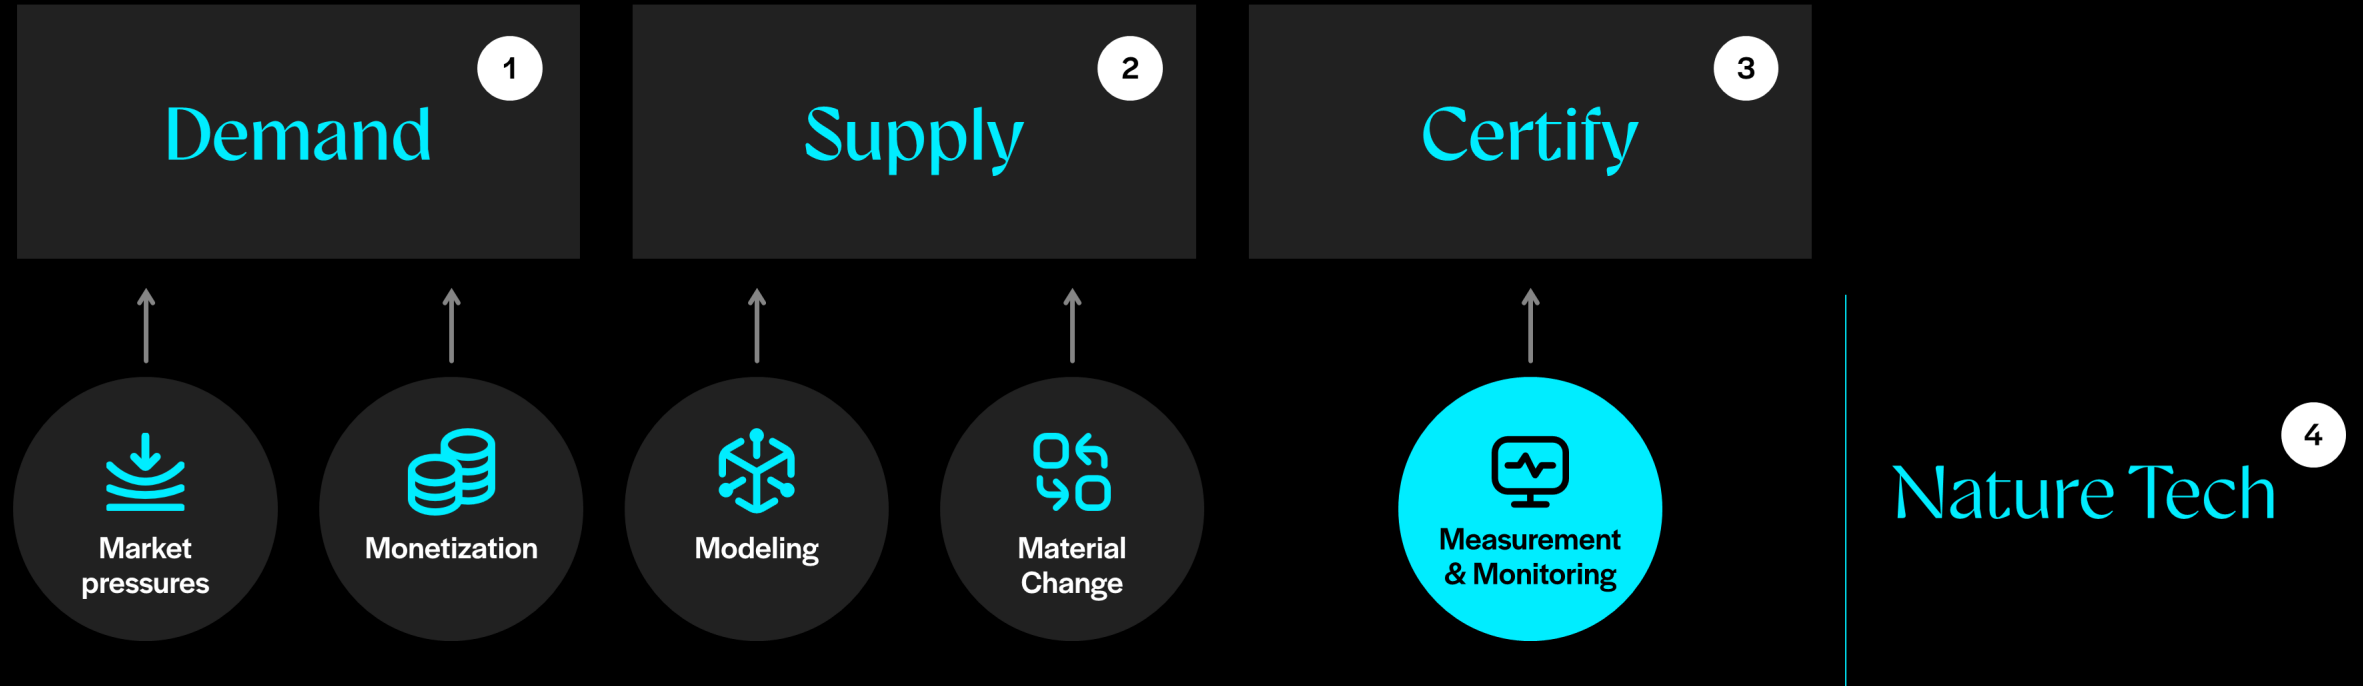 1
Demand
2
Supply
3
Certify
Market
pressures
Monetization
Modeling
Material
Change
Measurement
& Monitoring
4
Nature Tech